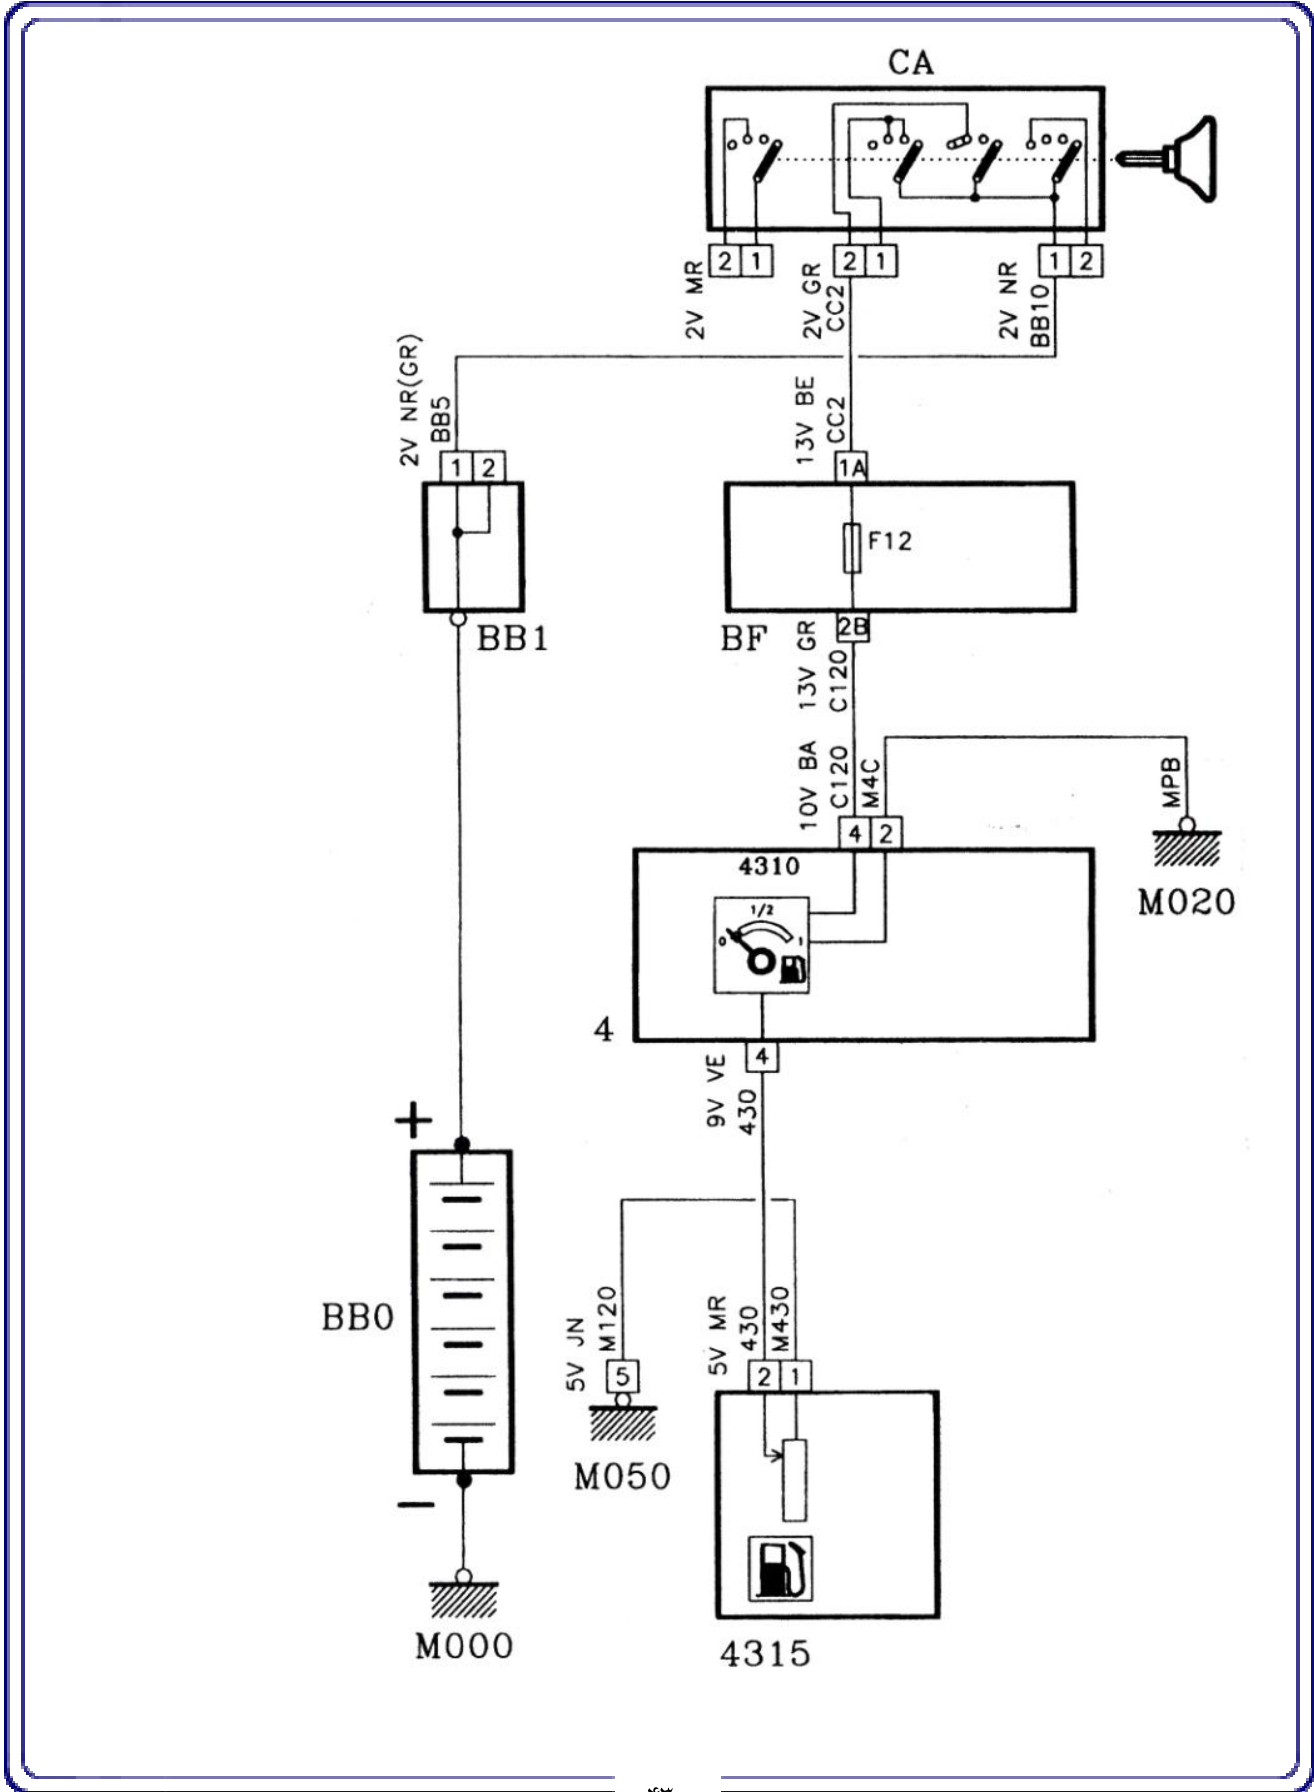 CA
2 1
2 1
1 2
2V MR
2V GR
CC2
2V NR
BB10
2V NR(GR)
BB5
13V BE
CC2
1 2
1A
F12
BB1
BF
2B
13V GR
C120
10V BA
C120
M4C
MPB
4 2
4310
M020
1/2
0
1
4
4
9V VE
430
+
BB0
5V JN
M120
5V MR
430
M430
5
2 1
M050
−
M000
4315